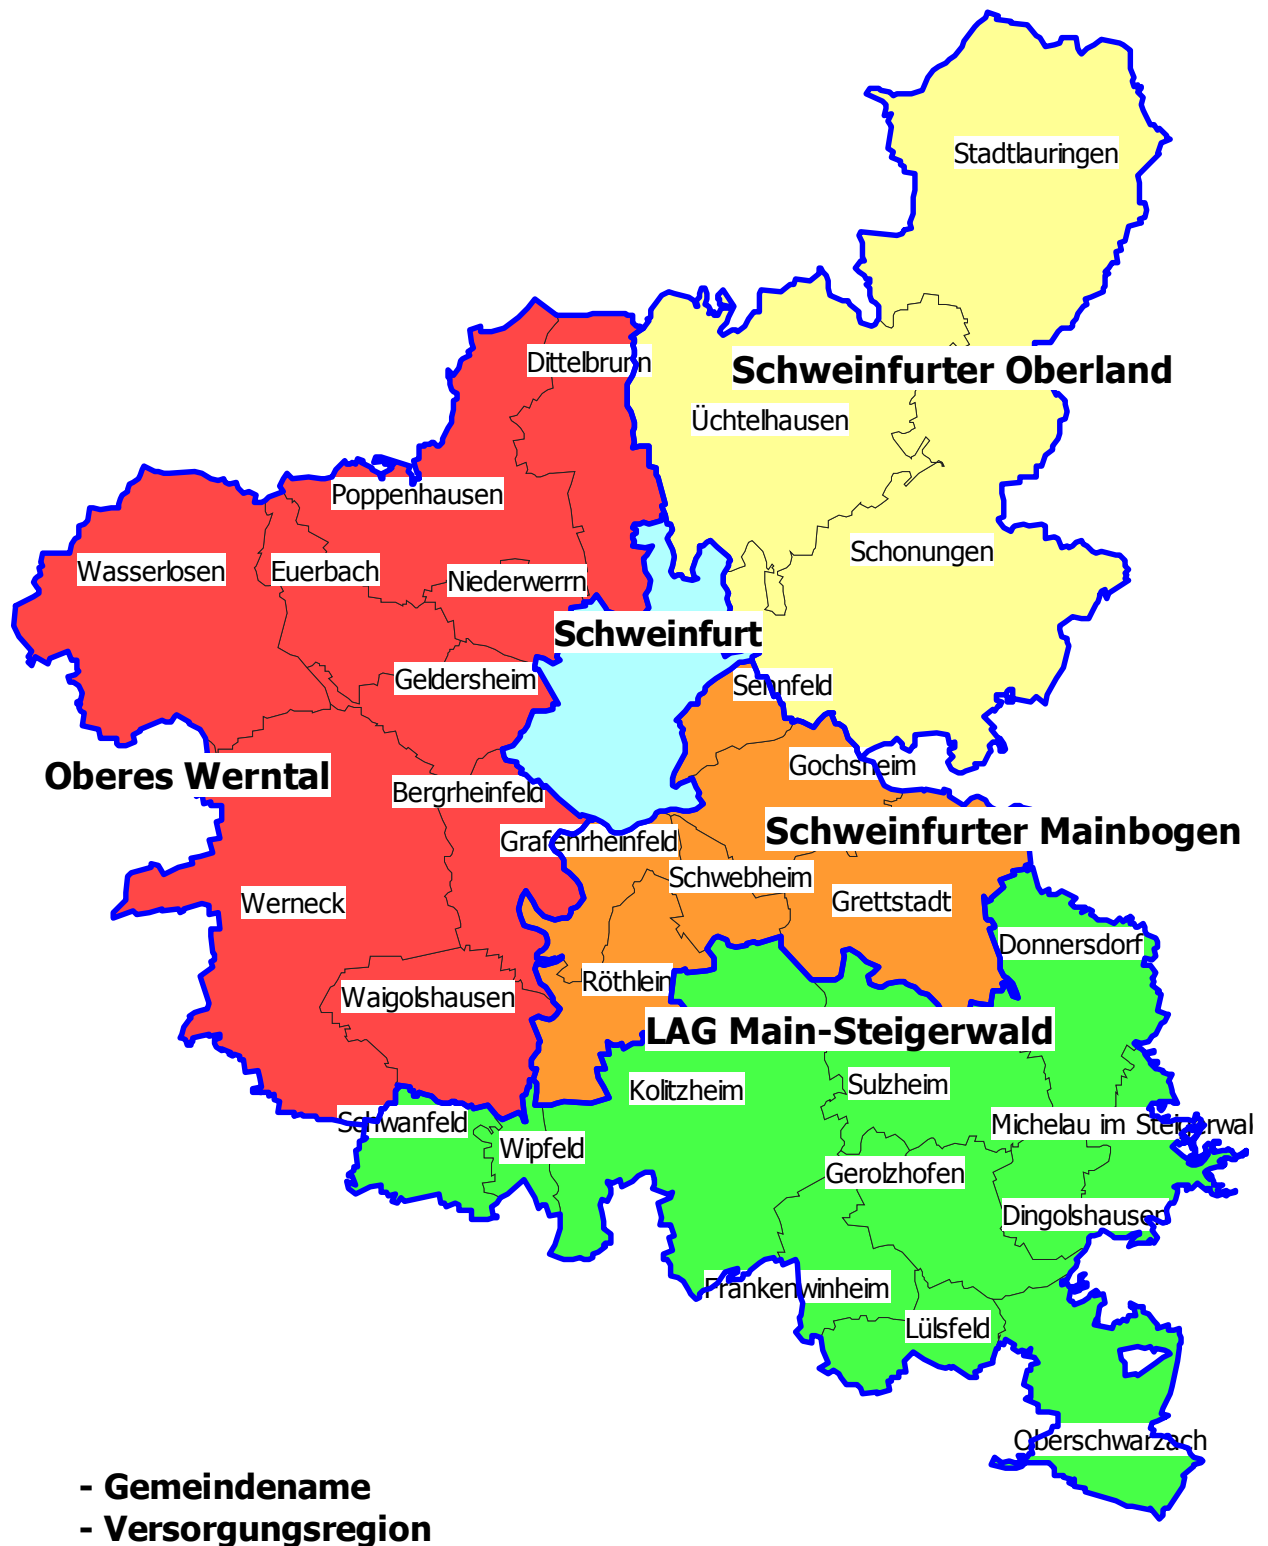 Stadtlauringen
Dittelbrunn
Schweinfurter Oberland
Üchtelhausen
Poppenhausen
Schonungen
Wasserlosen
Euerbach
Niederwerrn
Schweinfurt
Geldersheim
Sennfeld
Gochsheim
Oberes Werntal
Bergrheinfeld
Schweinfurter Mainbogen
Grafenrheinfeld
Schwebheim
Werneck
Grettstadt
Donnersdorf
Röthlein
Waigolshausen
LAG Main-Steigerwald
Kolitzheim
Sulzheim
Schwanfeld
Michelau im Steigerwal
Wipfeld
Gerolzhofen
Dingolshausen
Frankenwinheim
Lülsfeld
Oberschwarzach
- Gemeindename
- Versorgungsregion